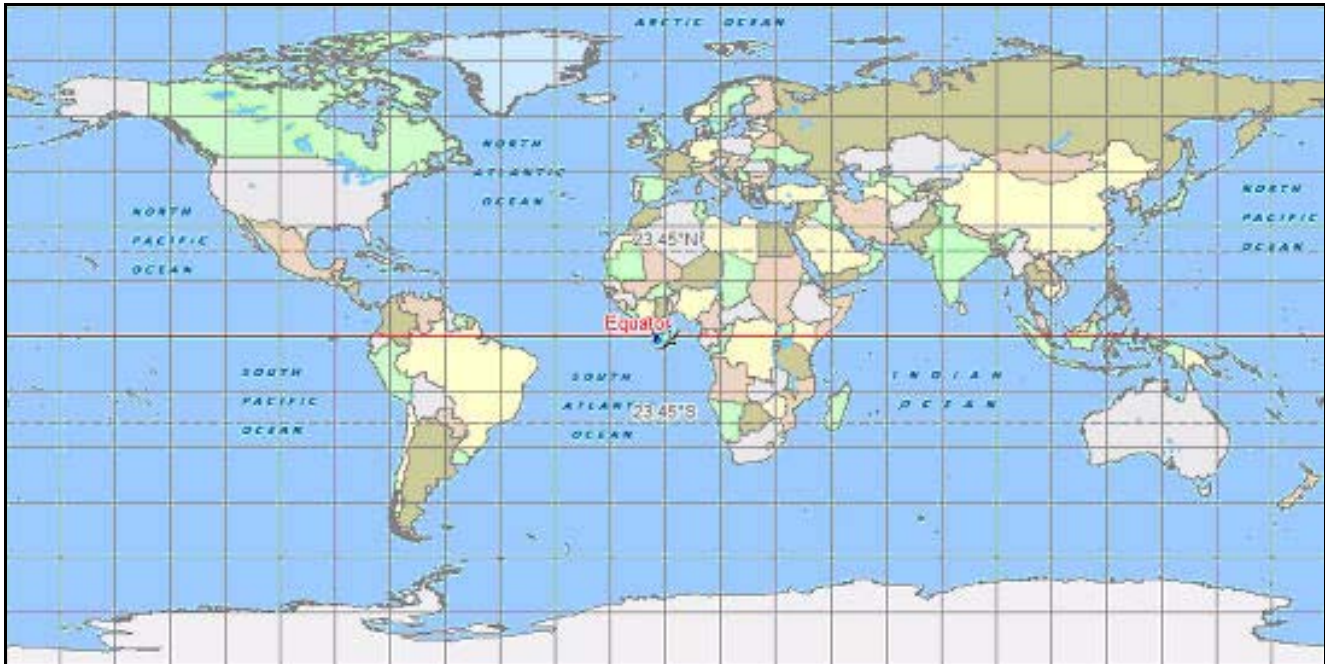 ARCTIC OCEAN
NORTH
ATLANTIC
OCEAN
NORTH
PACIFIC
OCEAN
NORTH
PACIFIC
OCEAN
23.45°N
Equator
SOUTH
PACIFIC
OCEAN
SOUTH
ATLANT
OCEAN
23.45°S
INDIAN
OCEAN